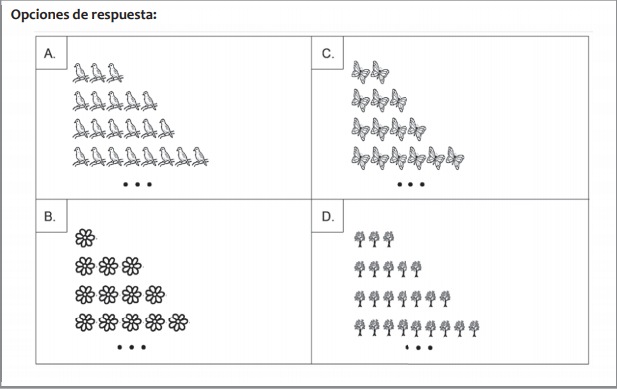 Opciones de respuesta:
A.
C.
B.
D.